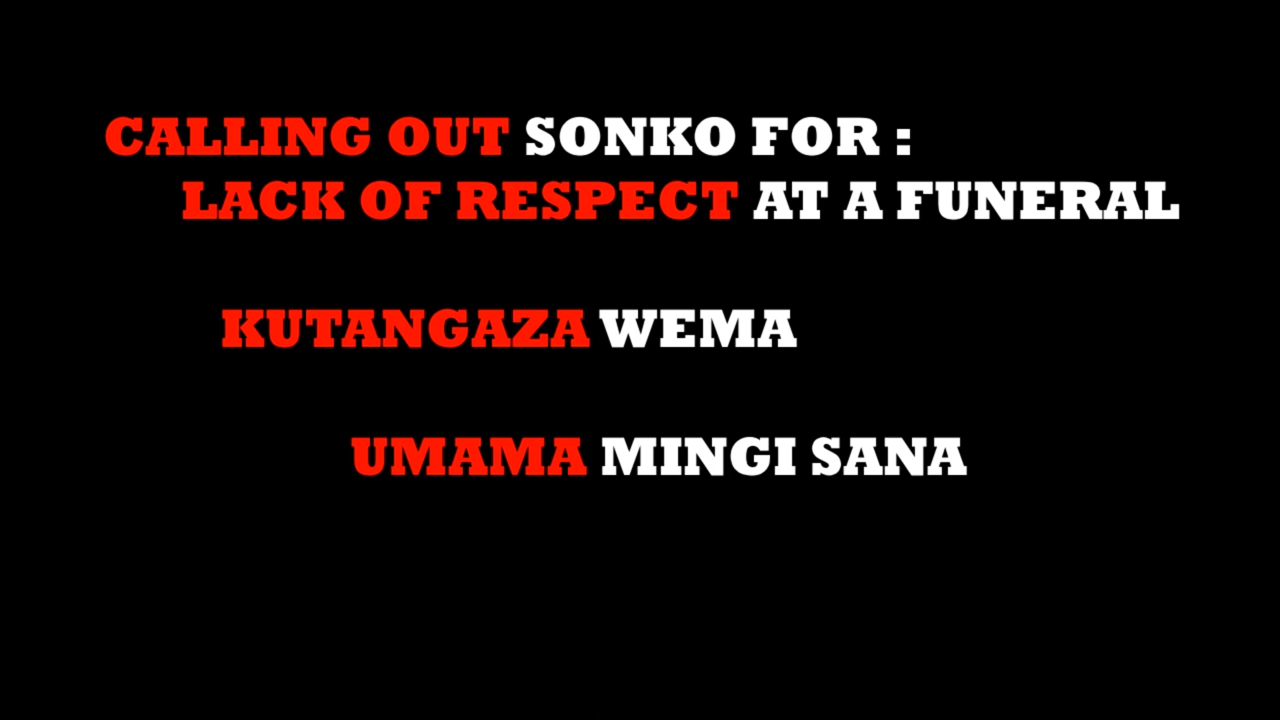 CALLING OUT SONKO FOR :
LACK OF RESPECT AT A FUNERAL
KUTANGAZA WEMA
UMAMA MINGI SANA